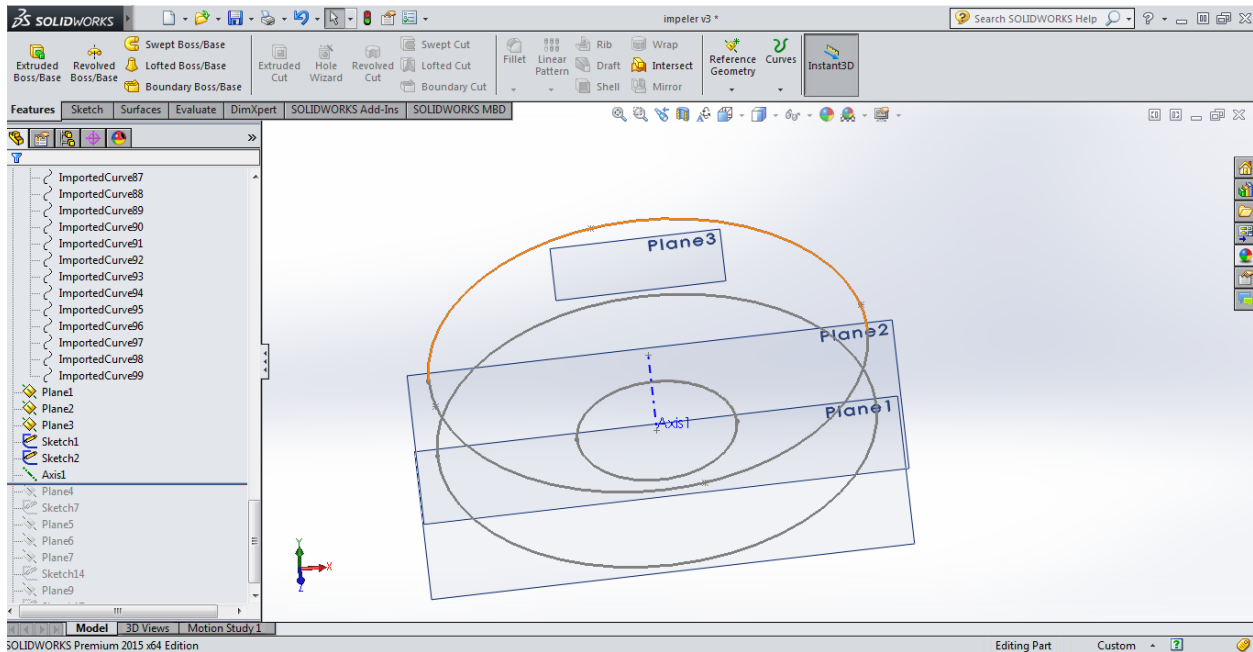 SOLIDWORKS
impeler v3 *
Search SOLIDWORKS Help
Extruded Boss/Base
Revolved Boss/Base
Swept Boss/Base
Lofted Boss/Base
Boundary Boss/Base
Extruded Cut
Hole Wizard
Revolved Cut
Swept Cut
Lofted Cut
Boundary Cut
Fillet
Linear Pattern
Rib
Draft
Shell
Wrap
Intersect
Mirror
Reference Geometry
Curves
Instant3D
Features Sketch Surfaces Evaluate DimXpert SOLIDWORKS Add-Ins SOLIDWORKS MBD
ImportedCurve87
ImportedCurve88
ImportedCurve89
ImportedCurve90
ImportedCurve91
ImportedCurve92
ImportedCurve93
ImportedCurve94
ImportedCurve95
ImportedCurve96
ImportedCurve97
ImportedCurve98
ImportedCurve99
Plane1
Plane2
Plane3
Sketch1
Sketch2
Axis1
Plane4
Sketch7
Plane5
Plane6
Plane7
Sketch14
Plane9
Plane3
Plane2
Plane1
Axis1
Y
X
Z
Model 3D Views Motion Study 1
SOLIDWORKS Premium 2015 x64 Edition
Editing Part
Custom